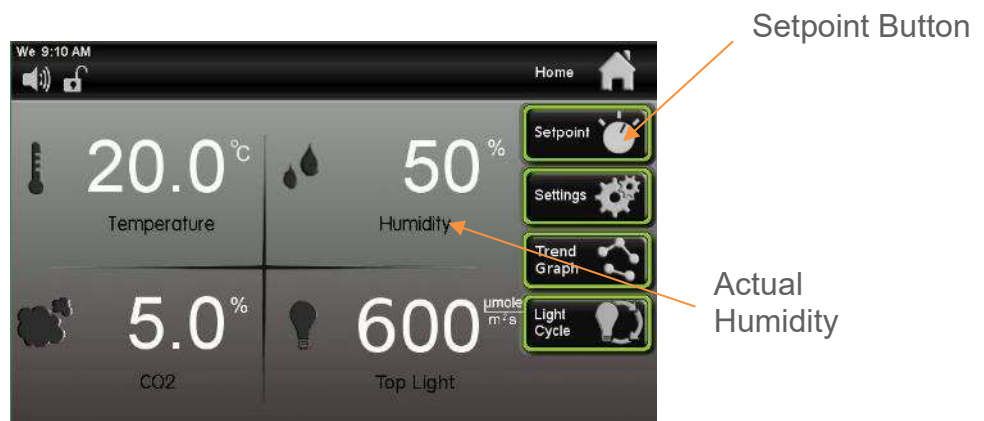 Setpoint Button
We 9:10 AM
Home
20.0 °C
Temperature
50 %
Humidity
Setpoint
Settings
Trend
Graph
5.0 %
CO2
600 µmole
m²s
Top Light
Light
Cycle
Actual
Humidity